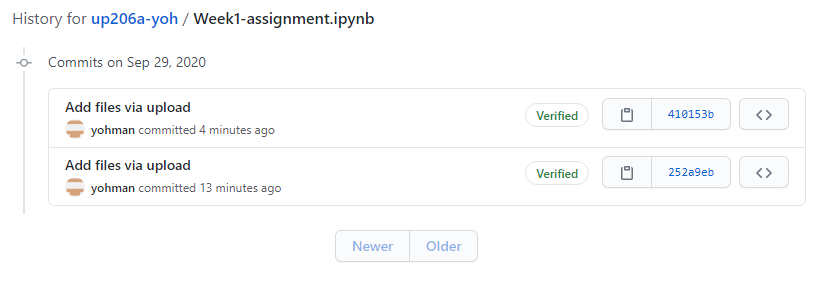 History for up206a-yoh / Week1-assignment.ipynb
Commits on Sep 29, 2020
Add files via upload
yohman committed 4 minutes ago
Verified
410153b
<>
Add files via upload
yohman committed 13 minutes ago
Verified
252a9eb
<>
Newer Older